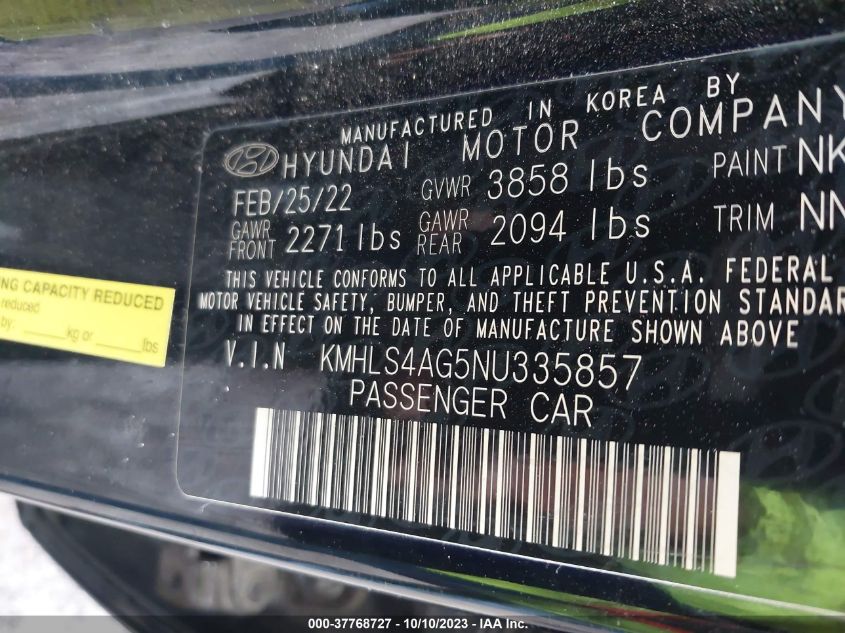 MANUFACTURED IN KOREA BY
HYUNDAI MOTOR COMPANY
FEB/25/22 GVWR 3858 lbs PAINT NK
GAWR FRONT 2271 lbs GAWR REAR 2094 lbs TRIM NN
THIS VEHICLE CONFORMS TO ALL APPLICABLE U.S.A. FEDERAL
MOTOR VEHICLE SAFETY, BUMPER, AND THEFT PREVENTION STANDAR
IN EFFECT ON THE DATE OF MANUFACTURE SHOWN ABOVE
V.I.N KMHLS4AG5NU335857
PASSENGER CAR
NG CAPACITY REDUCED
reduced
by: ______ kg or ______ lbs
000-37768727 - 10/10/2023 - IAA Inc.